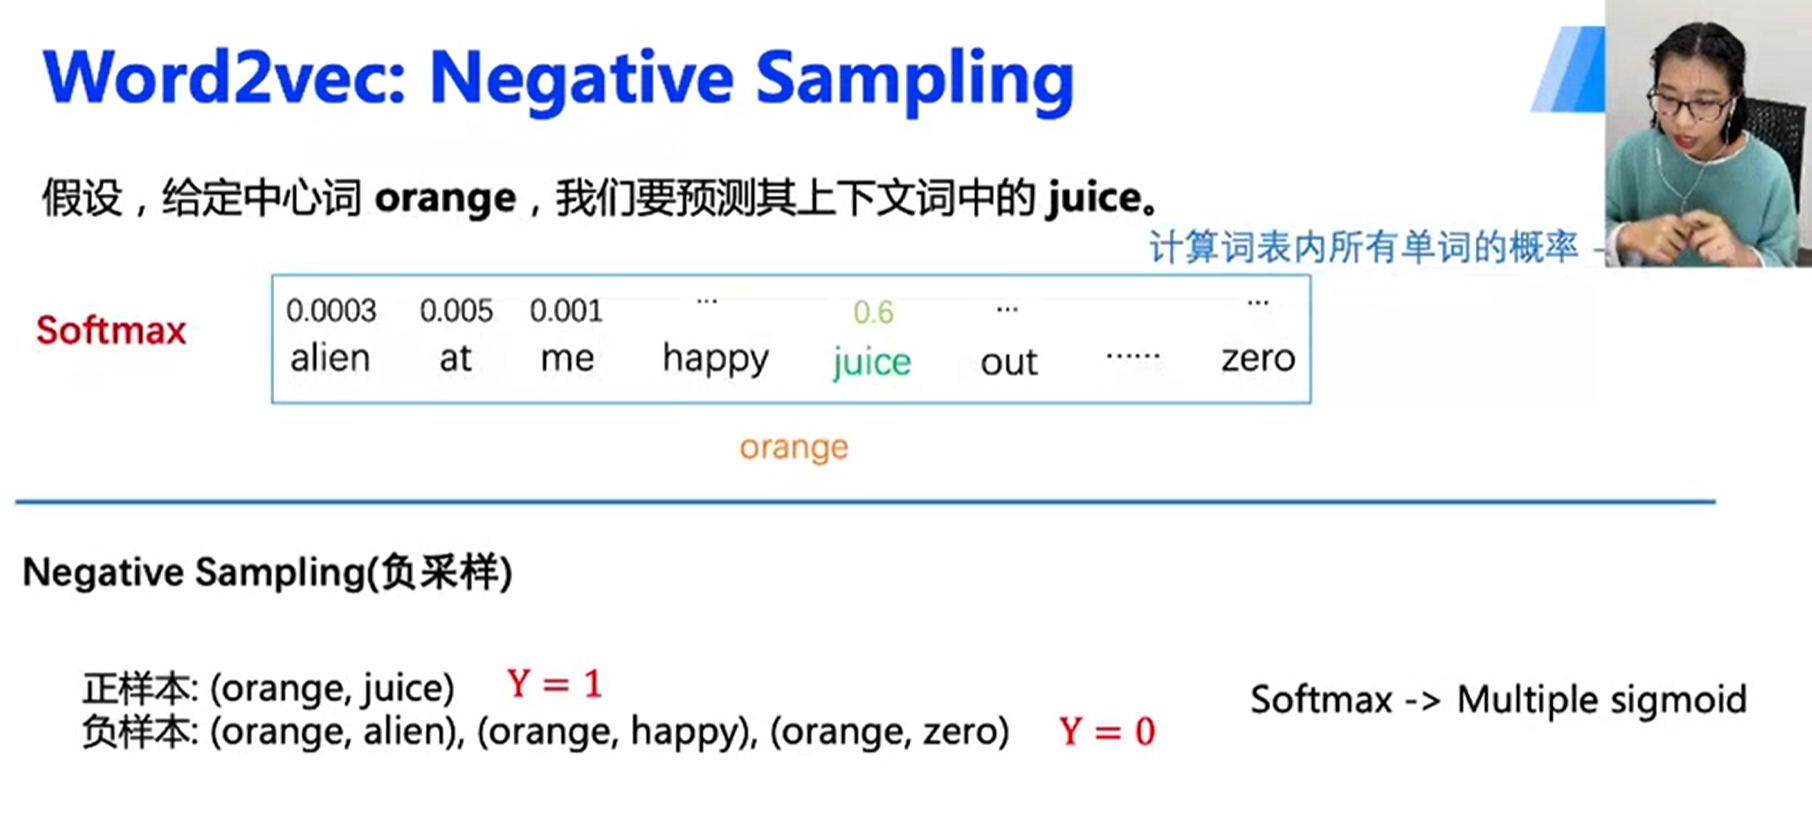 Word2vec: Negative Sampling
假设，给定中心词 orange，我们要预测其上下文词中的 juice。
计算词表内所有单词的概率 -
Softmax
0.0003 0.005 0.001 ... 0.6 ... ...
alien at me happy juice out ...... zero
orange
Negative Sampling(负采样)
正样本: (orange, juice) Y = 1
负样本: (orange, alien), (orange, happy), (orange, zero) Y = 0
Softmax -> Multiple sigmoid